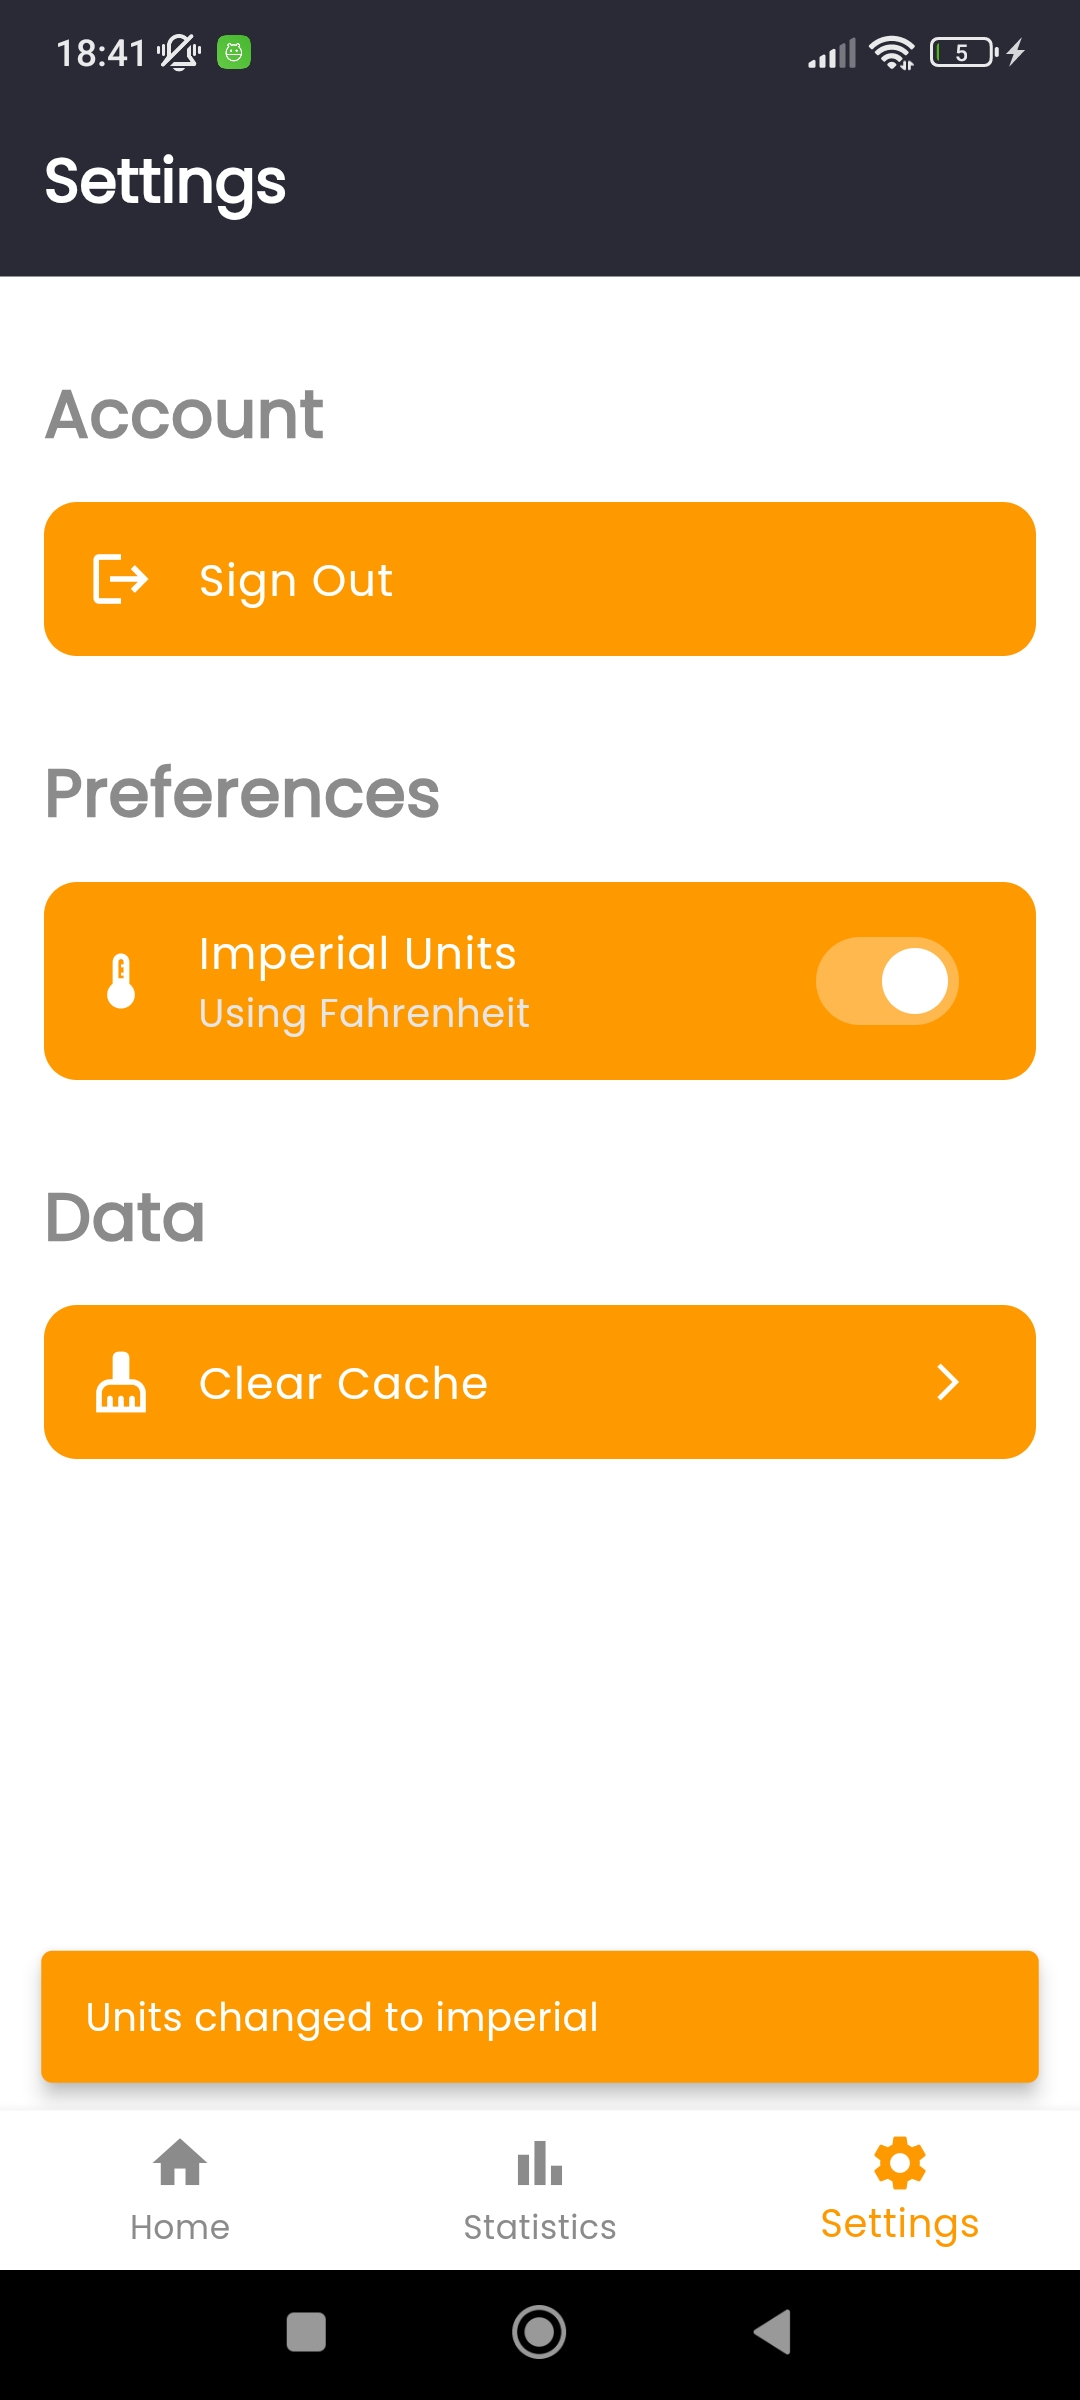 18:41
5
Settings
Account
Sign Out
Preferences
Imperial Units
Using Fahrenheit
Data
Clear Cache
Units changed to imperial
Home
Statistics
Settings